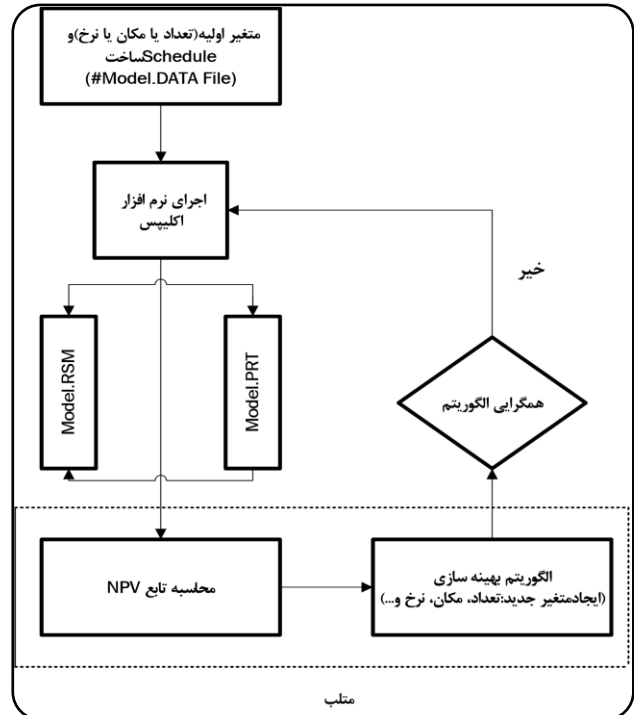 متغیر اولیه(تعداد یا مکان یا نرخ)و
Scheduleساخت
(#Model.DATA File)
اجرای نرم افزار
اکلیپس
خیر
Model.RSM
Model.PRT
همگرایی الگوریتم
محلسبه تابع NPV
الگوریتم بهینه سازی
(ایجادمتغیر جدید:تعداد، مکان، نرخ و...)
متلب